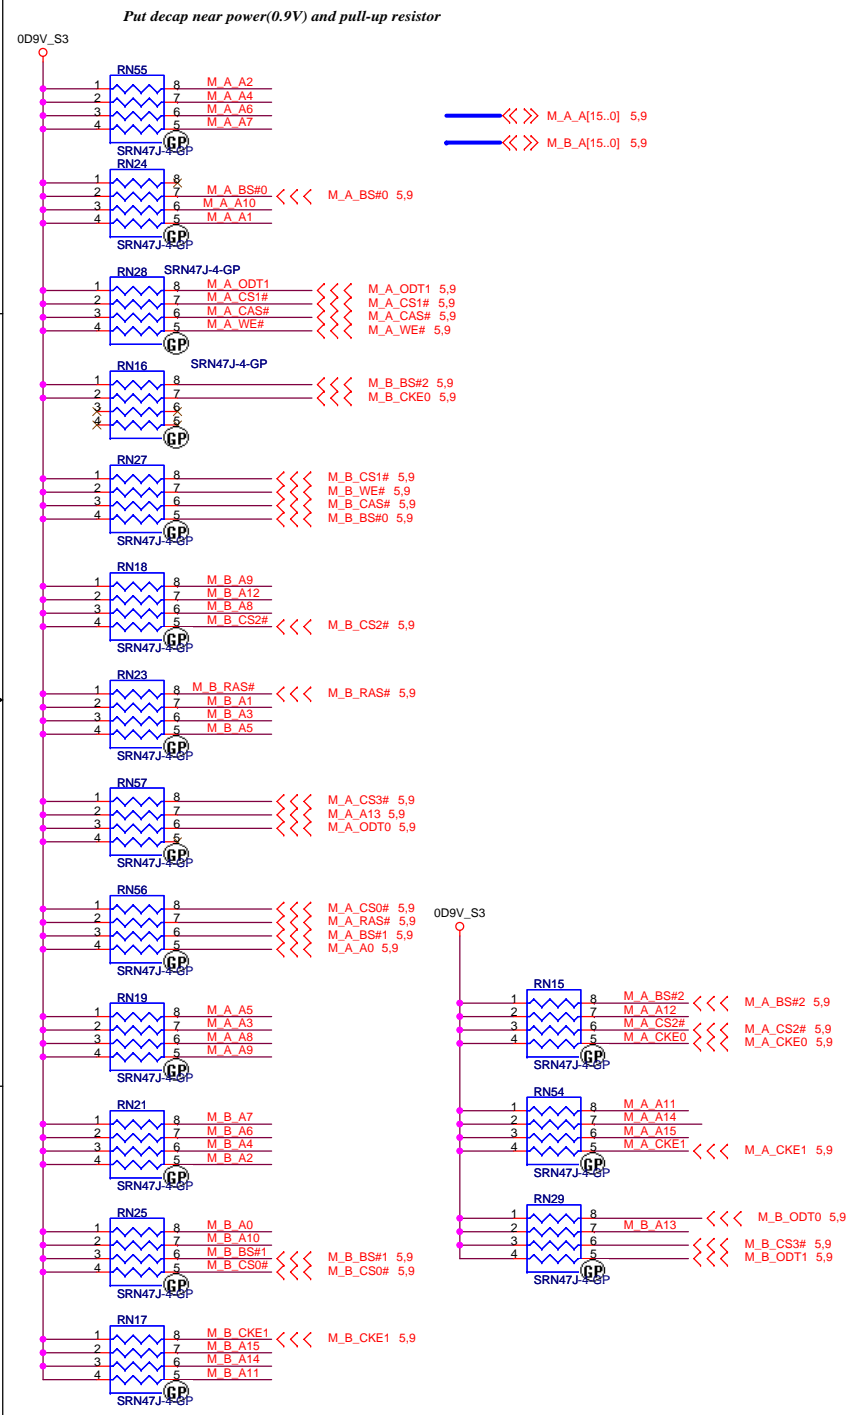 Put decap near power(0.9V) and pull-up resistor
0D9V_S3
RN55
1 8 M_A_A2
2 7 M_A_A4
3 6 M_A_A6
4 5 M_A_A7
GP
SRN47J-4-GP
M_A_A[15..0] 5,9
M_B_A[15..0] 5,9
RN24
1 8
2 7 M_A_BS#0 M_A_BS#0 5,9
3 6 M_A_A10
4 5 M_A_A1
GP
SRN47J-4-GP
RN28 SRN47J-4-GP
1 8 M_A_ODT1 M_A_ODT1 5,9
2 7 M_A_CS1# M_A_CS1# 5,9
3 6 M_A_CAS# M_A_CAS# 5,9
4 5 M_A_WE# M_A_WE# 5,9
GP
RN16 SRN47J-4-GP
1 8 M_B_BS#2 5,9
2 7 M_B_CKE0 5,9
3 6
4 5
GP
RN27
1 8 M_B_CS1# 5,9
2 7 M_B_WE# 5,9
3 6 M_B_CAS# 5,9
4 5 M_B_BS#0 5,9
GP
SRN47J-4-GP
RN18
1 8 M_B_A9
2 7 M_B_A12
3 6 M_B_A8
4 5 M_B_CS2# M_B_CS2# 5,9
GP
SRN47J-4-GP
RN23
1 8 M_B_RAS# M_B_RAS# 5,9
2 7 M_B_A1
3 6 M_B_A3
4 5 M_B_A5
GP
SRN47J-4-GP
RN57
1 8 M_A_CS3# 5,9
2 7 M_A_A13 5,9
3 6 M_A_ODT0 5,9
4 5
GP
SRN47J-4-GP
RN56
1 8 M_A_CS0# 5,9
2 7 M_A_RAS# 5,9
3 6 M_A_BS#1 5,9
4 5 M_A_A0 5,9
GP
SRN47J-4-GP
RN19
1 8 M_A_A5
2 7 M_A_A3
3 6 M_A_A8
4 5 M_A_A9
GP
SRN47J-4-GP
RN21
1 8 M_B_A7
2 7 M_B_A6
3 6 M_B_A4
4 5 M_B_A2
GP
SRN47J-4-GP
RN25
1 8 M_B_A0
2 7 M_B_A10
3 6 M_B_BS#1 M_B_BS#1 5,9
4 5 M_B_CS0# M_B_CS0# 5,9
GP
SRN47J-4-GP
RN17
1 8 M_B_CKE1 M_B_CKE1 5,9
2 7 M_B_A15
3 6 M_B_A14
4 5 M_B_A11
GP
SRN47J-4-GP
0D9V_S3
RN15
1 8 M_A_BS#2 M_A_BS#2 5,9
2 7 M_A_A12
3 6 M_A_CS2# M_A_CS2# 5,9
4 5 M_A_CKE0 M_A_CKE0 5,9
GP
SRN47J-4-GP
RN54
1 8 M_A_A11
2 7 M_A_A14
3 6 M_A_A15
4 5 M_A_CKE1 M_A_CKE1 5,9
GP
SRN47J-4-GP
RN29
1 8 M_B_ODT0 5,9
2 7 M_B_A13
3 6 M_B_CS3# 5,9
4 5 M_B_ODT1 5,9
GP
SRN47J-4-GP